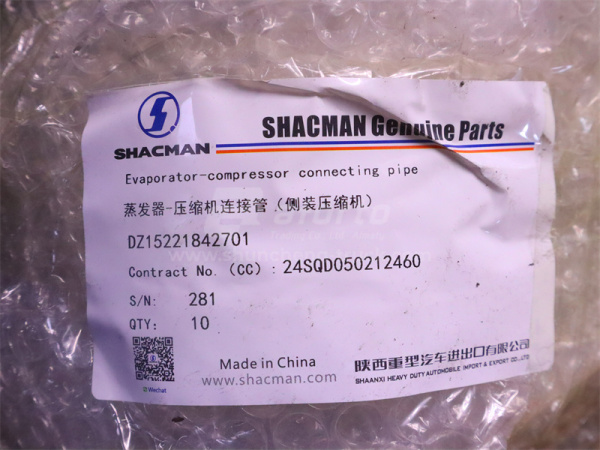 SHACMAN
SHACMAN Genuine Parts
Evaporator-compressor connecting pipe
蒸发器-压缩机连接管(侧装压缩机)
DZ15221842701
Contract No.(CC): 24SQD050212460
S/N: 281
QTY: 10
Wechat
Made in China
www.shacman.com
陕西重型汽车进出口有限公司
SHAANXI HEAVY DUTY AUTOMOBILE IMPORT & EXPORT CO.,LTD